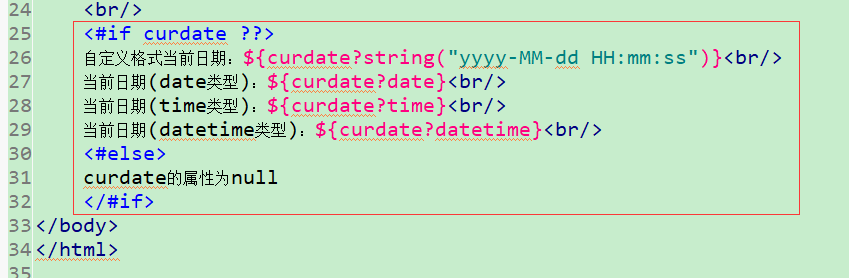 24 <br/>
25 <#if curdate ??>
26 自定义格式当前日期：${curdate?string("yyyy-MM-dd HH:mm:ss")}<br/>
27 当前日期(date类型)：${curdate?date}<br/>
28 当前日期(time类型)：${curdate?time}<br/>
29 当前日期(datetime类型)：${curdate?datetime}<br/>
30 <#else>
31 curdate的属性为null
32 </#if>
33 </body>
34 </html>
35